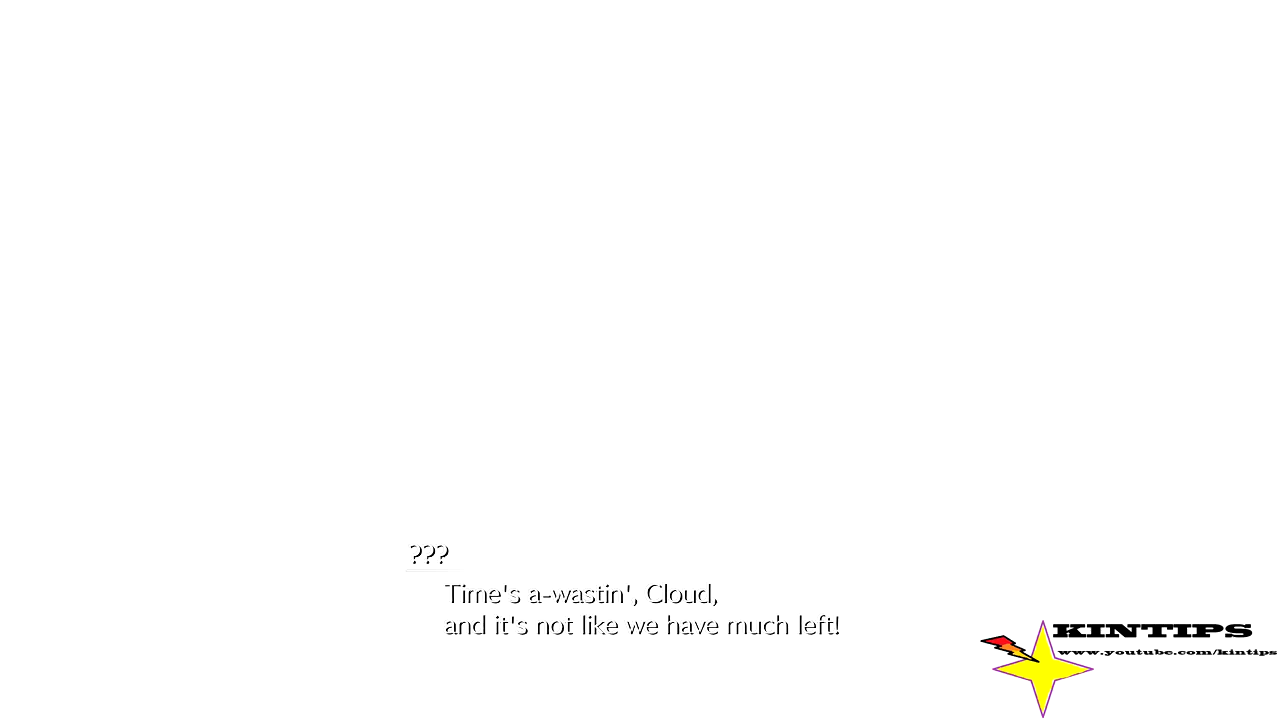 ???
Time's a-wastin', Cloud,
and it's not like we have much left!
KINTIPS
www.youtube.com/kintips